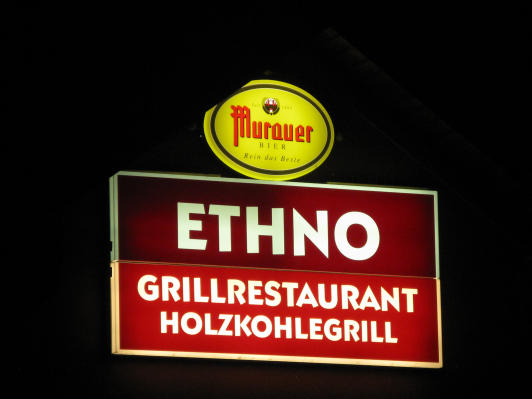 Murauer
BIER
Rein das Beste
ETHNO
GRILLRESTAURANT
HOLZKOHLEGRILL